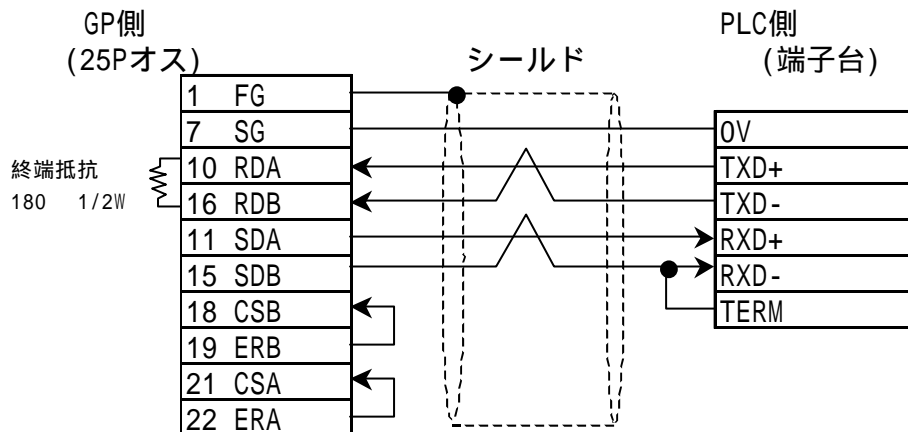 GP側
(25Pオス)
シールド
PLC側
(端子台)
1 FG
7 SG
10 RDA
16 RDB
11 SDA
15 SDB
18 CSB
19 ERB
21 CSA
22 ERA
終端抵抗
180 1/2W
0V
TXD+
TXD-
RXD+
RXD-
TERM